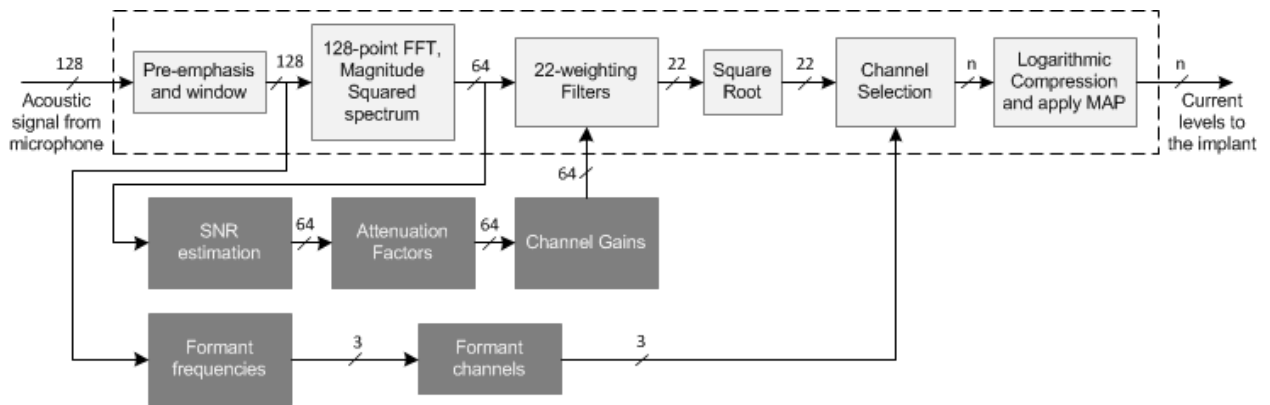 128
Acoustic
signal from
microphone
Pre-emphasis
and window
128
128-point FFT,
Magnitude
Squared
spectrum
64
22-weighting
Filters
22
Square
Root
22
Channel
Selection
n
Logarithmic
Compression
and apply MAP
n
Current
levels to
the implant
64
SNR
estimation
64
Attenuation
Factors
64
Channel Gains
Formant
frequencies
3
Formant
channels
3